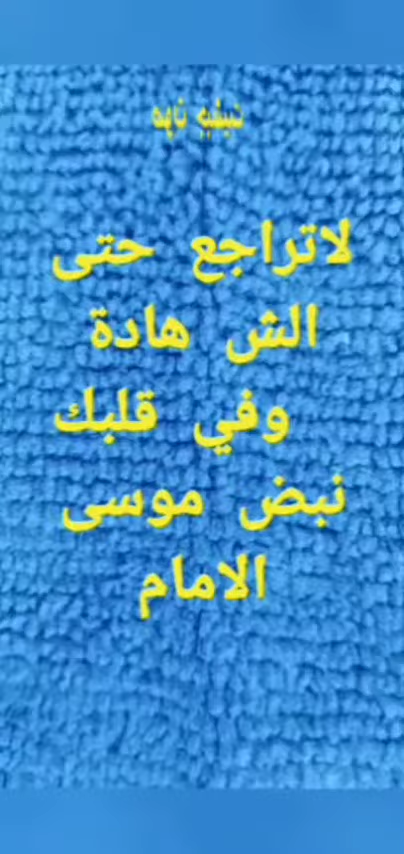 لاتراجع حتى
الش هادة
وفي قلبك
نبض موسى
الامام